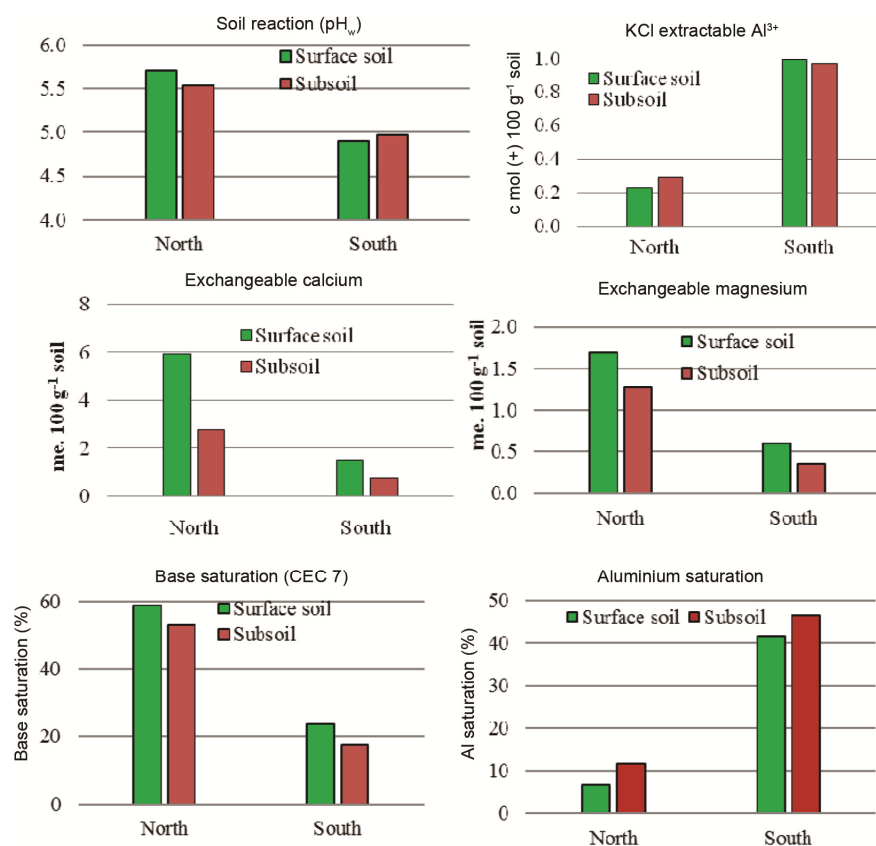 Soil reaction (pHw)
6.0
5.5
5.0
4.5
4.0
Surface soil
Subsoil
North South
KCl extractable Al³⁺
c mol (+) 100 g⁻¹ soil
1.0
0.8
0.6
0.4
0.2
0.0
Surface soil
Subsoil
North South
Exchangeable calcium
me. 100 g⁻¹ soil
8
6
4
2
0
Surface soil
Subsoil
North South
Exchangeable magnesium
me. 100 g⁻¹ soil
2.0
1.5
1.0
0.5
0.0
Surface soil
Subsoil
North South
Base saturation (CEC 7)
Base saturation (%)
60
40
20
0
Surface soil
Subsoil
North South
Aluminium saturation
Al saturation (%)
50
40
30
20
10
0
Surface soil Subsoil
North South